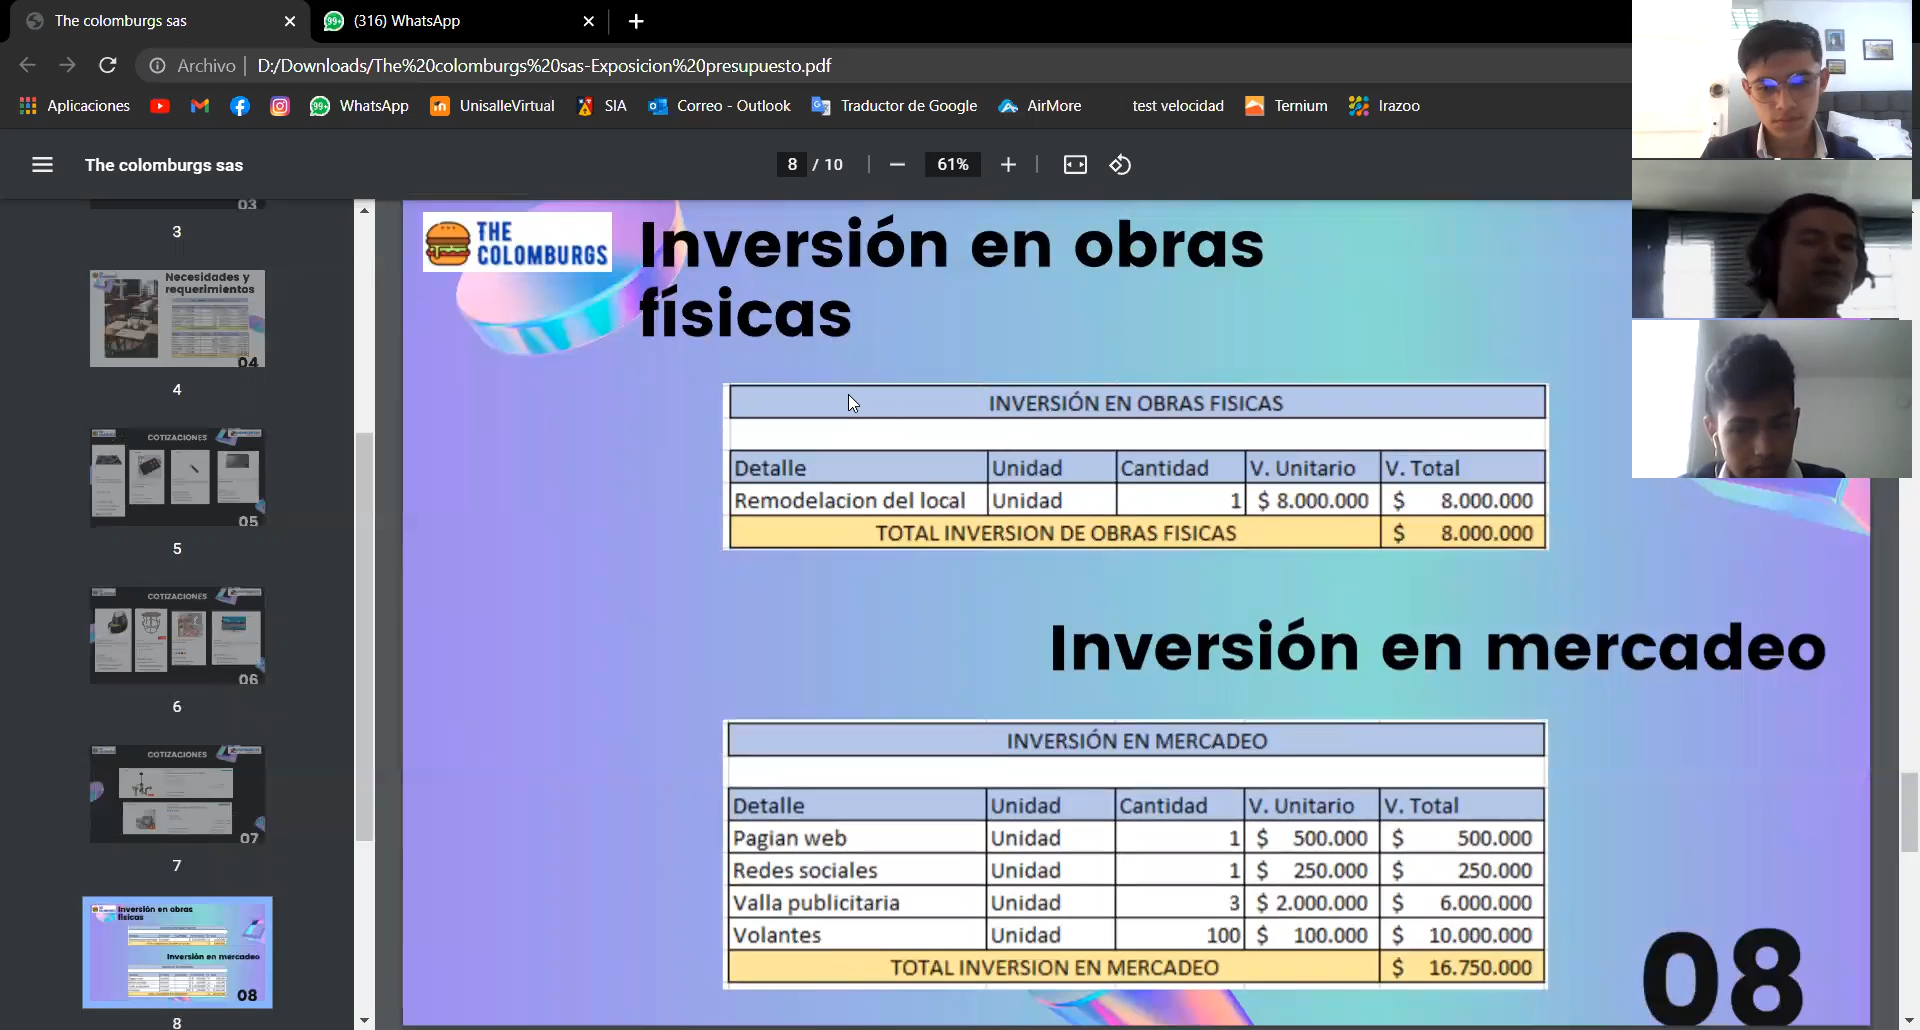 The colomburgs sas
(316) WhatsApp
Archivo | D:/Downloads/The%20colomburgs%20sas-Exposicion%20presupuesto.pdf
Aplicaciones WhatsApp UnisalleVirtual SIA Correo - Outlook Traductor de Google AirMore test velocidad Ternium Irazoo
The colomburgs sas
8 / 10 61%
03
3
Necesidades y
requerimientos
04
4
COTIZACIONES
05
5
COTIZACIONES
06
6
COTIZACIONES
07
7
Inversión en obras
físicas
Inversión en mercadeo
08
8
THE
COLOMBURGS
Inversión en obras
físicas
INVERSIÓN EN OBRAS FISICAS
Detalle Unidad Cantidad V. Unitario V. Total
Remodelacion del local Unidad 1 $ 8.000.000 $ 8.000.000
TOTAL INVERSION DE OBRAS FISICAS $ 8.000.000
Inversión en mercadeo
INVERSIÓN EN MERCADEO
Detalle Unidad Cantidad V. Unitario V. Total
Pagian web Unidad 1 $ 500.000 $ 500.000
Redes sociales Unidad 1 $ 250.000 $ 250.000
Valla publicitaria Unidad 3 $ 2.000.000 $ 6.000.000
Volantes Unidad 100 $ 100.000 $ 10.000.000
TOTAL INVERSION EN MERCADEO $ 16.750.000
08